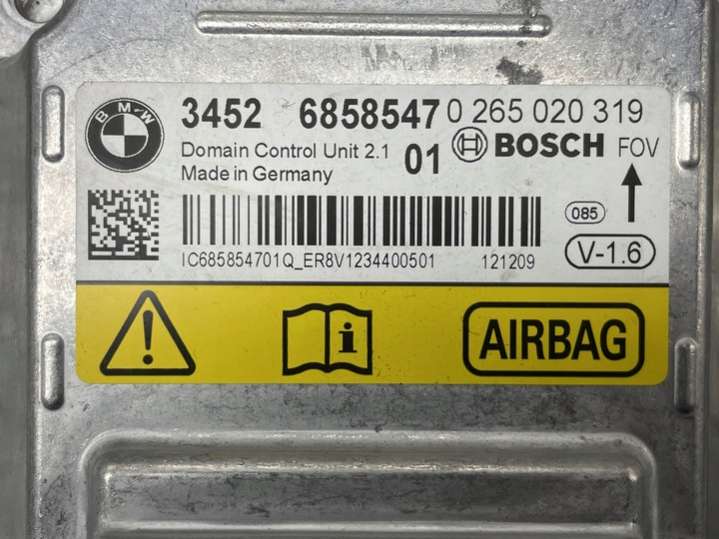 BMW
3452 6858547 0 265 020 319
Domain Control Unit 2.1 01 BOSCH FOV
Made in Germany
085
V-1.6
IC685854701Q_ER8V1234400501 121209
i
AIRBAG